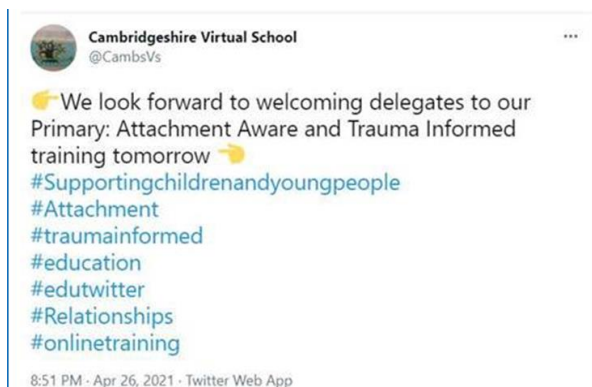 Cambridgeshire Virtual School
@CambsVs
👉We look forward to welcoming delegates to our
Primary: Attachment Aware and Trauma Informed
training tomorrow 👈
#Supportingchildrenandyoungpeople
#Attachment
#traumainformed
#education
#edutwitter
#Relationships
#onlinetraining
8:51 PM · Apr 26, 2021 · Twitter Web App